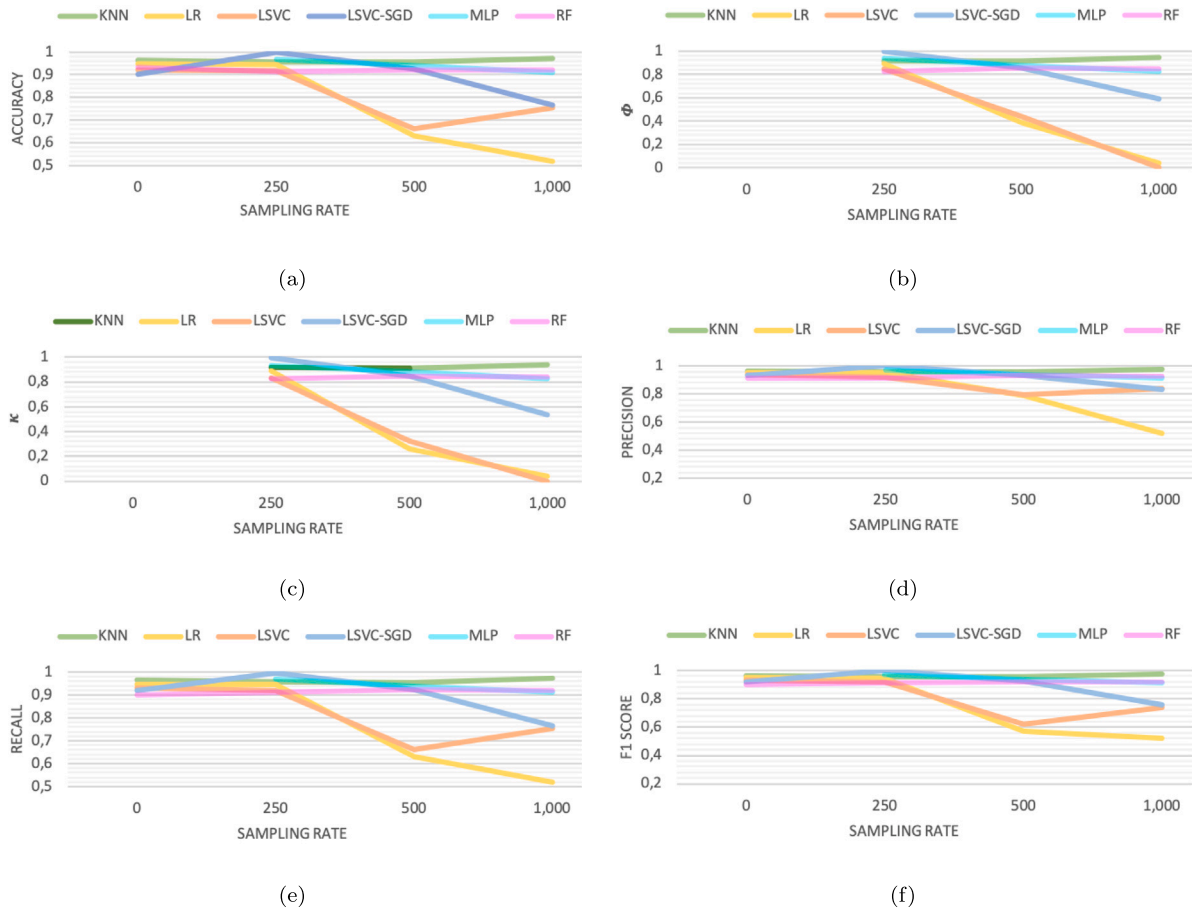 KNN LR LSVC LSVC-SGD MLP RF
1
0,9
0,8
0,7
0,6
0,5
ACCURACY
0 250 500 1,000
SAMPLING RATE
(a)
KNN LR LSVC LSVC-SGD MLP RF
1
0,8
0,6
0,4
0,2
0
Φ
0 250 500 1,000
SAMPLING RATE
(b)
KNN LR LSVC LSVC-SGD MLP RF
1
0,8
0,6
0,4
0,2
0
κ
0 250 500 1,000
SAMPLING RATE
(c)
KNN LR LSVC LSVC-SGD MLP RF
1
0,8
0,6
0,4
0,2
PRECISION
0 250 500 1,000
SAMPLING RATE
(d)
KNN LR LSVC LSVC-SGD MLP RF
1
0,9
0,8
0,7
0,6
0,5
RECALL
0 250 500 1,000
SAMPLING RATE
(e)
KNN LR LSVC LSVC-SGD MLP RF
1
0,8
0,6
0,4
0,2
F1 SCORE
0 250 500 1,000
SAMPLING RATE
(f)